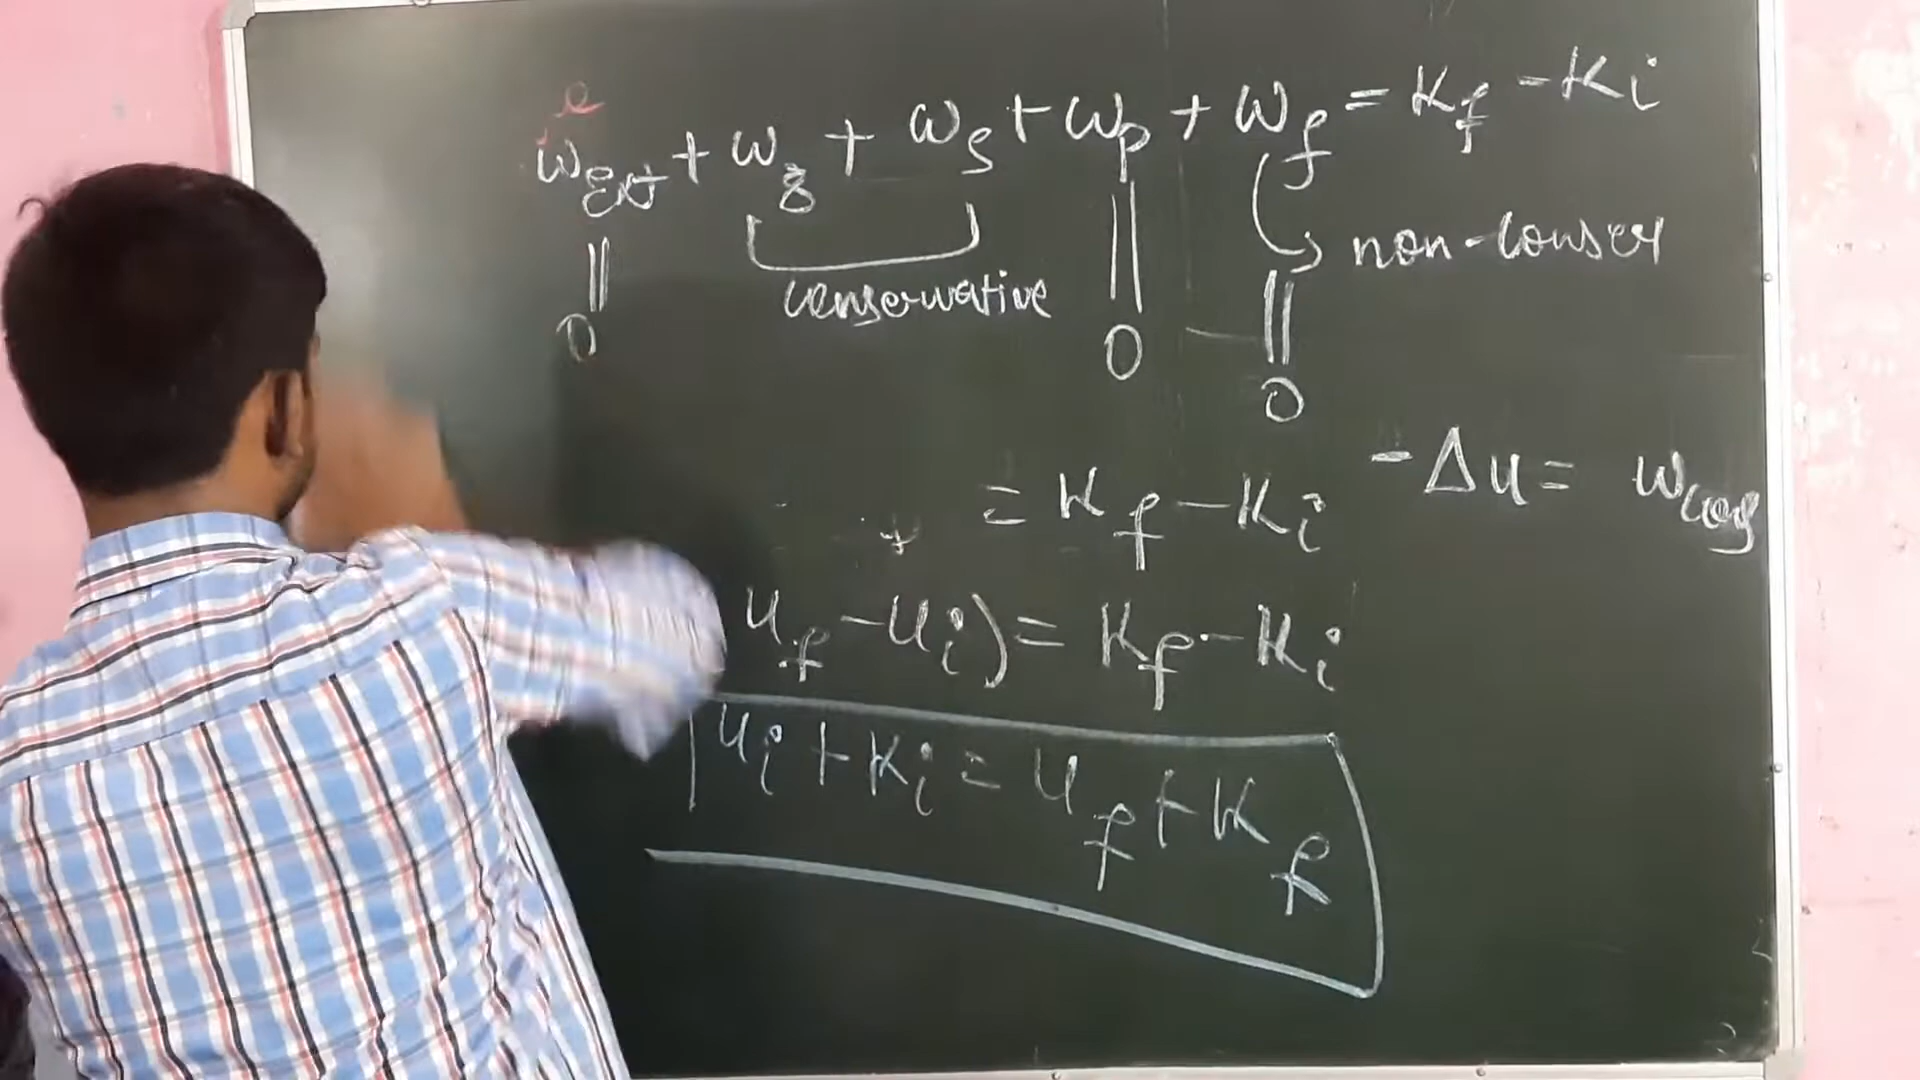 W_Ext + W_g + W_s + W_p + W_f = K_f - K_i
conservative
non-conser
|| 0
|| 0
|| 0
= K_f - K_i
-Δu = W_cons
u_f - u_i) = K_f - K_i
u_i + K_i = u_f + K_f